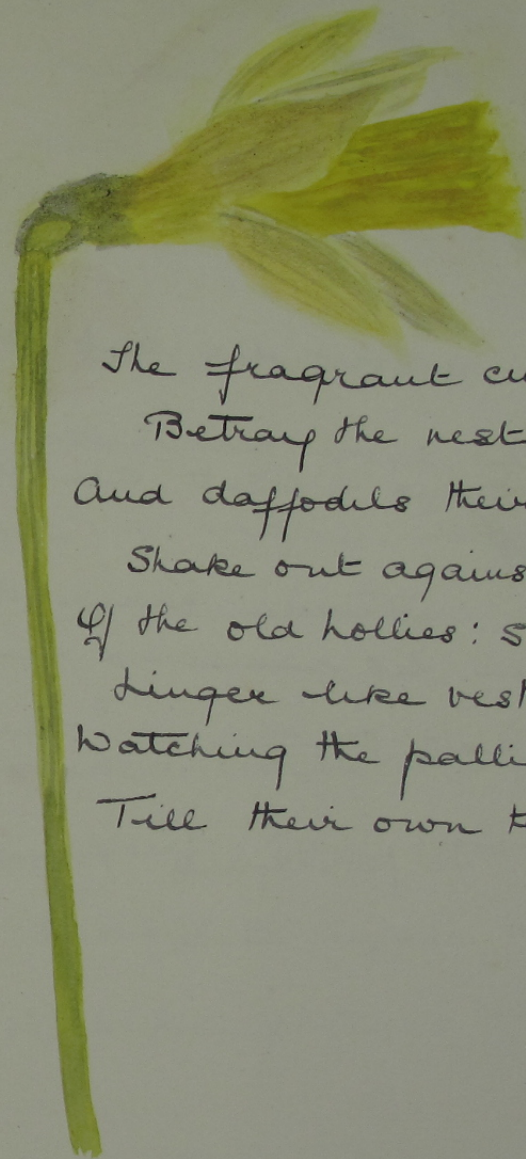 The fragrant cu
Betray the nest
And daffodils their
Shake out agains
Of the old hollies: s
Linger like vest
Watching the palli
Till their own